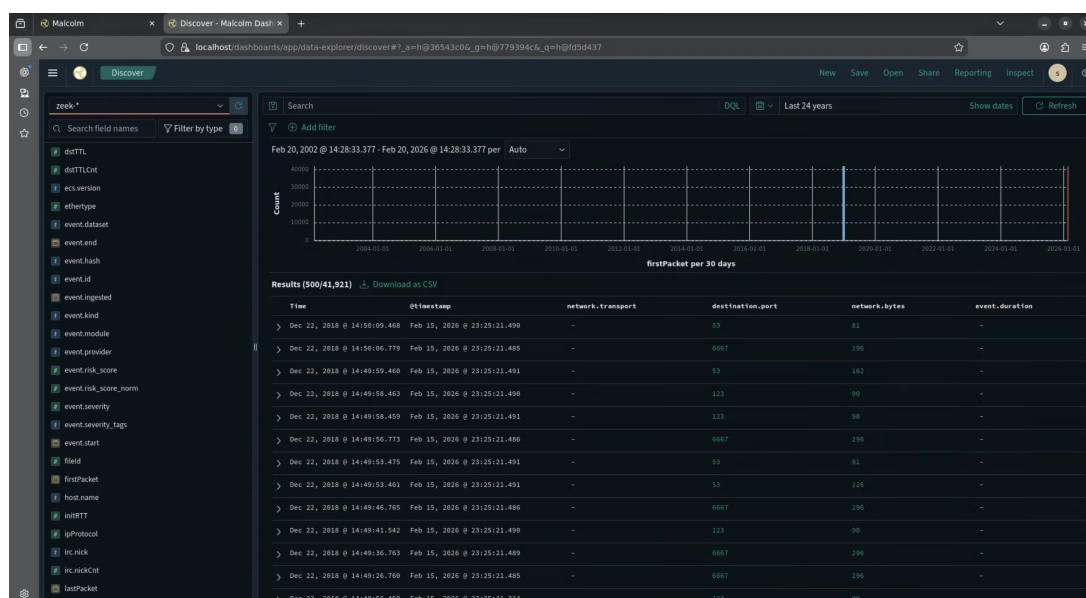 Malcolm
Discover - Malcolm Dash
localhost/dashboards/app/data-explorer/discover#?_a=h@36543c0&_g=h@779394c&_q=h@fd5d437
Discover
New Save Open Share Reporting Inspect
s
zeek-*
Search
DQL
Last 24 years
Show dates
Refresh
Search field names
Filter by type 0
Add filter
dstTTL
dstTTLCnt
ecs.version
ethertype
event.dataset
event.end
event.hash
event.id
event.ingested
event.kind
event.module
event.provider
event.risk_score
event.risk_score_norm
event.severity
event.severity_tags
event.start
fileId
firstPacket
host.name
initRTT
ipProtocol
irc.nick
irc.nickCnt
lastPacket
Feb 20, 2002 @ 14:28:33.377 - Feb 20, 2026 @ 14:28:33.377 per Auto
Count
40000
30000
20000
10000
0
2004-01-01 2006-01-01 2008-01-01 2010-01-01 2012-01-01 2014-01-01 2016-01-01 2018-01-01 2020-01-01 2022-01-01 2024-01-01 2026-01-01
firstPacket per 30 days
Results (500/41,921) Download as CSV
Time @timestamp network.transport destination.port network.bytes event.duration
Dec 22, 2018 @ 14:50:09.468 Feb 15, 2026 @ 23:25:21.490 - 53 81 -
Dec 22, 2018 @ 14:50:06.779 Feb 15, 2026 @ 23:25:21.485 - 6667 296 -
Dec 22, 2018 @ 14:49:59.460 Feb 15, 2026 @ 23:25:21.491 - 53 162 -
Dec 22, 2018 @ 14:49:58.463 Feb 15, 2026 @ 23:25:21.490 - 123 90 -
Dec 22, 2018 @ 14:49:58.459 Feb 15, 2026 @ 23:25:21.491 - 123 90 -
Dec 22, 2018 @ 14:49:56.773 Feb 15, 2026 @ 23:25:21.486 - 6667 296 -
Dec 22, 2018 @ 14:49:53.475 Feb 15, 2026 @ 23:25:21.491 - 53 81 -
Dec 22, 2018 @ 14:49:53.461 Feb 15, 2026 @ 23:25:21.491 - 53 226 -
Dec 22, 2018 @ 14:49:46.765 Feb 15, 2026 @ 23:25:21.486 - 6667 296 -
Dec 22, 2018 @ 14:49:41.542 Feb 15, 2026 @ 23:25:21.490 - 123 90 -
Dec 22, 2018 @ 14:49:36.763 Feb 15, 2026 @ 23:25:21.489 - 6667 296 -
Dec 22, 2018 @ 14:49:26.760 Feb 15, 2026 @ 23:25:21.485 - 6667 296 -